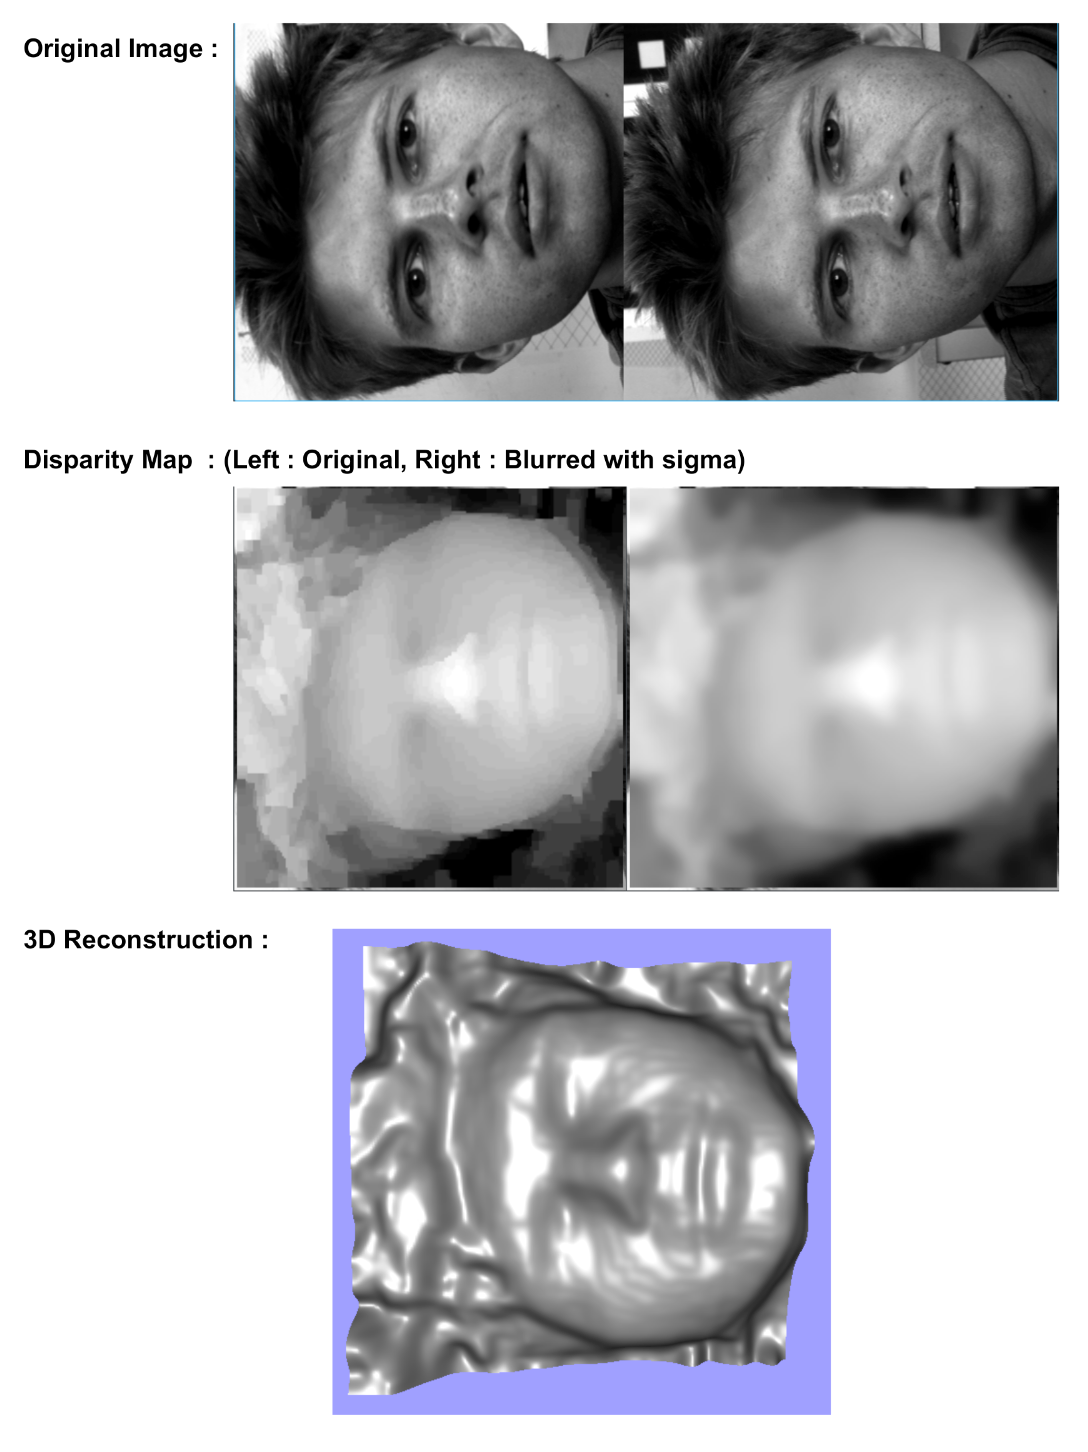 Original Image :
Disparity Map  : (Left : Original, Right : Blurred with sigma)
3D Reconstruction :